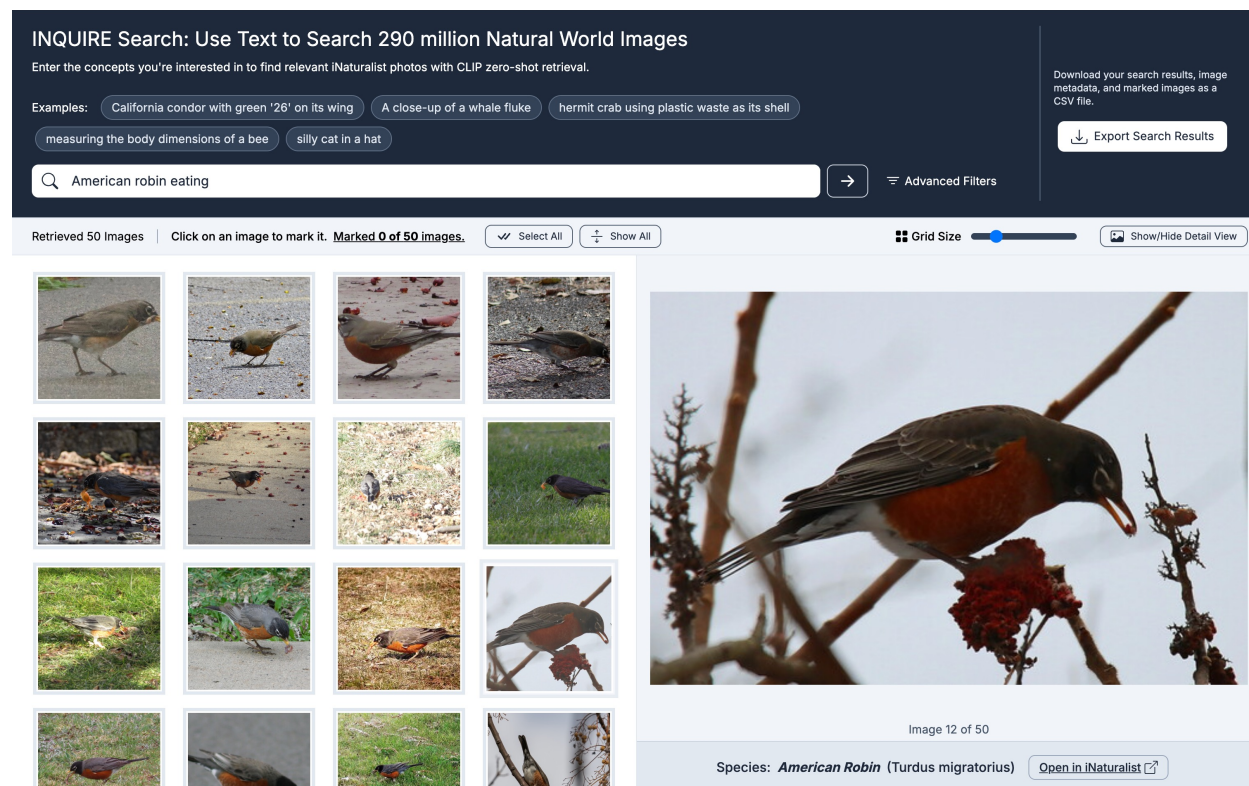 INQUIRE Search: Use Text to Search 290 million Natural World Images
Enter the concepts you're interested in to find relevant iNaturalist photos with CLIP zero-shot retrieval.
Examples: California condor with green '26' on its wing A close-up of a whale fluke hermit crab using plastic waste as its shell
measuring the body dimensions of a bee silly cat in a hat
American robin eating
Advanced Filters
Download your search results, image
metadata, and marked images as a
CSV file.
Export Search Results
Retrieved 50 Images Click on an image to mark it. Marked 0 of 50 images. Select All Show All Grid Size Show/Hide Detail View
Image 12 of 50
Species: American Robin (Turdus migratorius) Open in iNaturalist